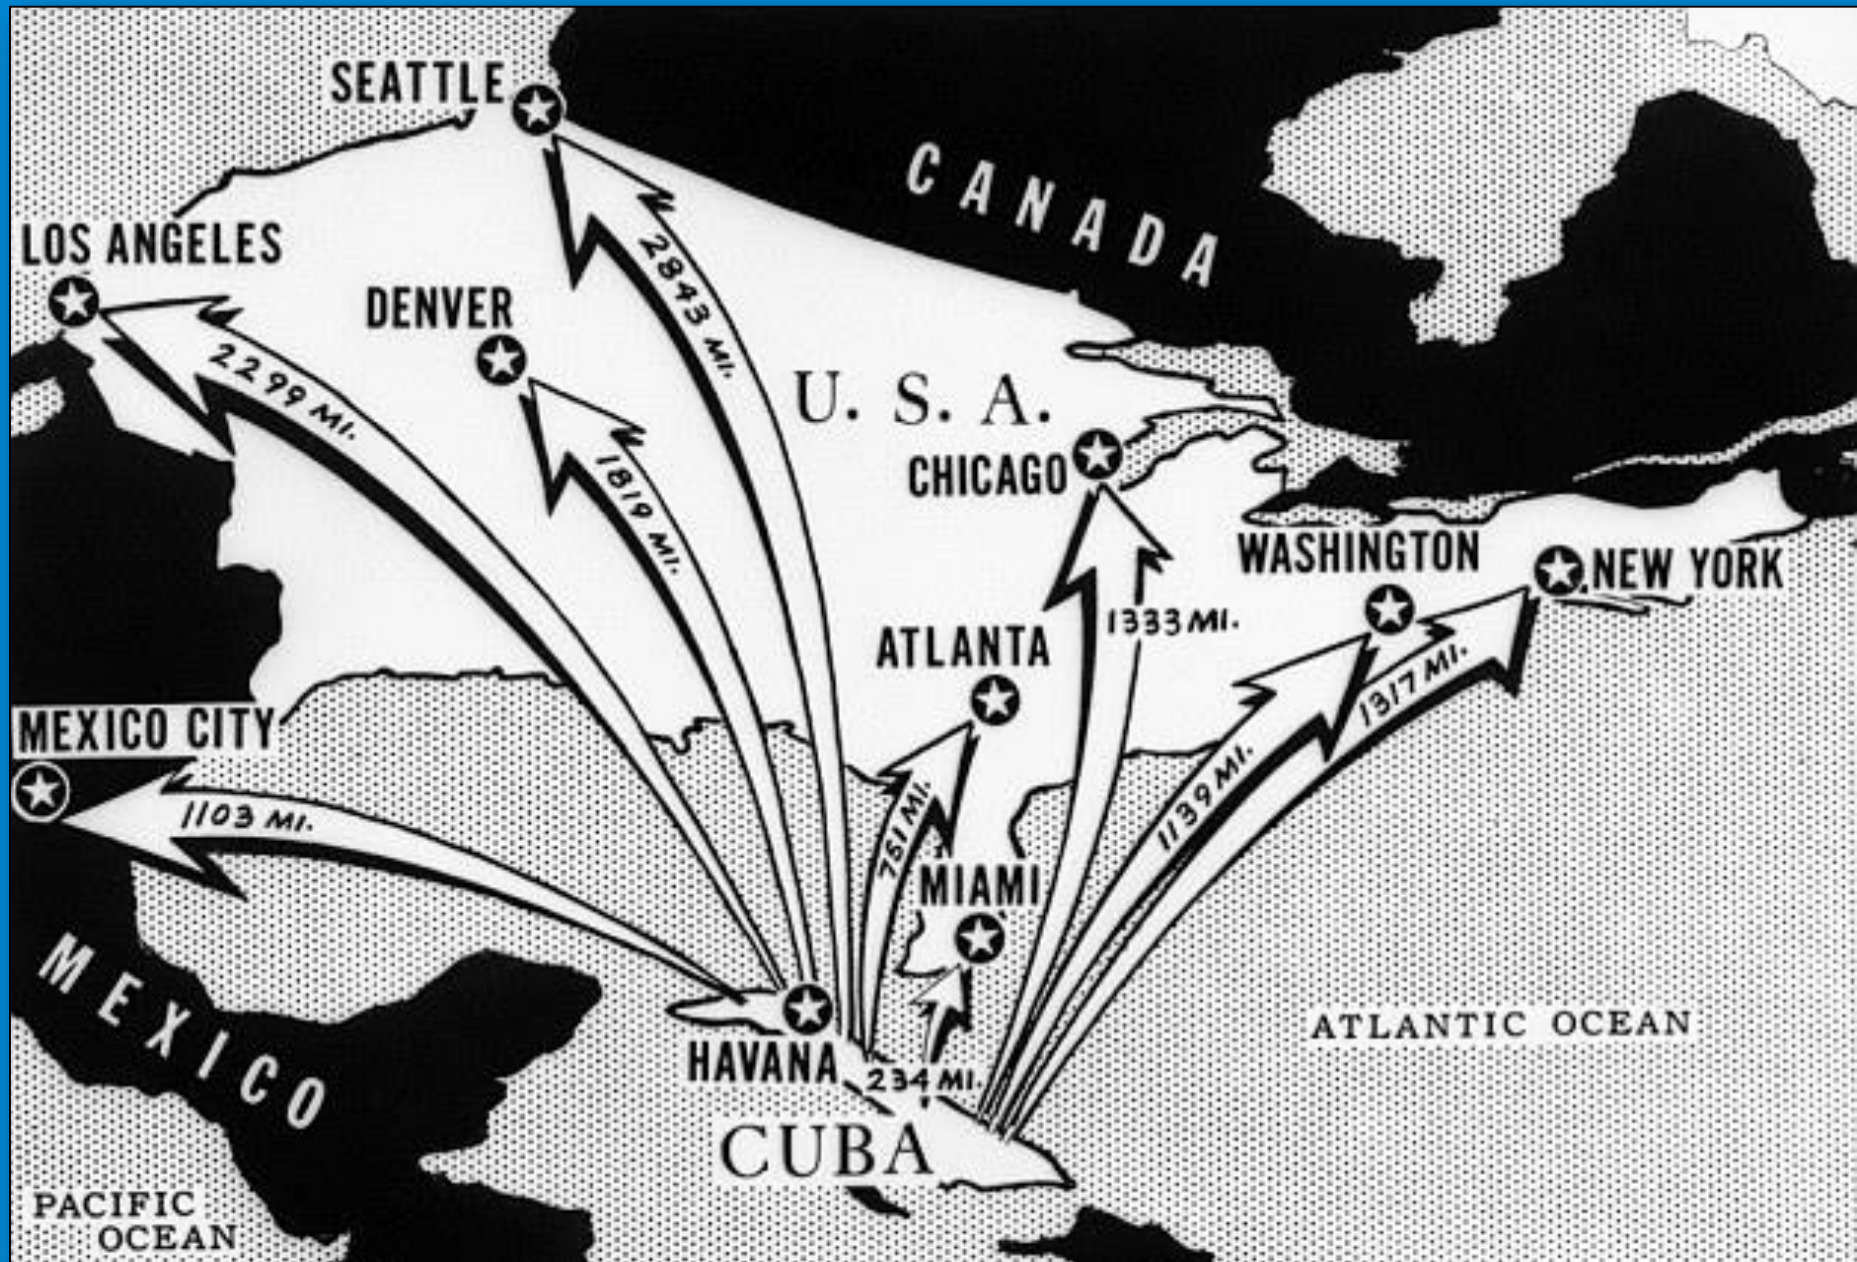 SEATTLE
CANADA
LOS ANGELES
2843 MI.
DENVER
2299 MI.
U. S. A.
CHICAGO
1819 MI.
WASHINGTON
NEW YORK
1333 MI.
ATLANTA
1317 MI.
MEXICO CITY
1139 MI.
1103 MI.
751 MI.
MIAMI
MEXICO
ATLANTIC OCEAN
HAVANA
234 MI.
CUBA
PACIFIC
OCEAN